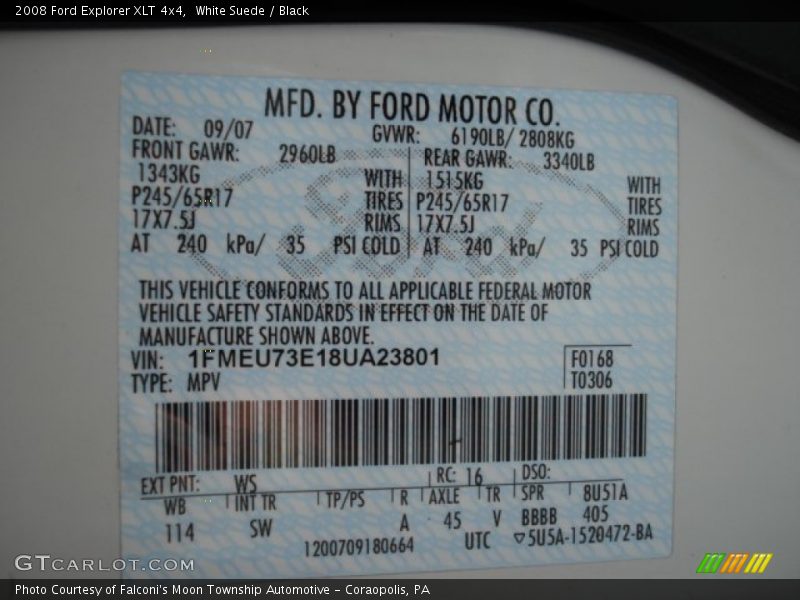 2008 Ford Explorer XLT 4x4,  White Suede / Black
MFD. BY FORD MOTOR CO.
DATE: 09/07 GVWR: 6190LB/ 2808KG
FRONT GAWR: 2960LB REAR GAWR: 3340LB
1343KG WITH 1515KG WITH
P245/65R17 TIRES P245/65R17 TIRES
17X7.5J RIMS 17X7.5J RIMS
AT 240 kPa/ 35 PSI COLD AT 240 kPa/ 35 PSI COLD
THIS VEHICLE CONFORMS TO ALL APPLICABLE FEDERAL MOTOR
VEHICLE SAFETY STANDARDS IN EFFECT ON THE DATE OF
MANUFACTURE SHOWN ABOVE.
VIN: 1FMEU73E18UA23801 F0168
TYPE: MPV T0306
EXT PNT: WS RC: 16 DSO:
WB INT TR TP/PS R AXLE TR SPR 8U51A
114 SW A 45 V BBBB 405
1200709180664 UTC ▽5U5A-1520472-BA
Ford
GTCARLOT.COM
Photo Courtesy of Falconi's Moon Township Automotive - Coraopolis, PA